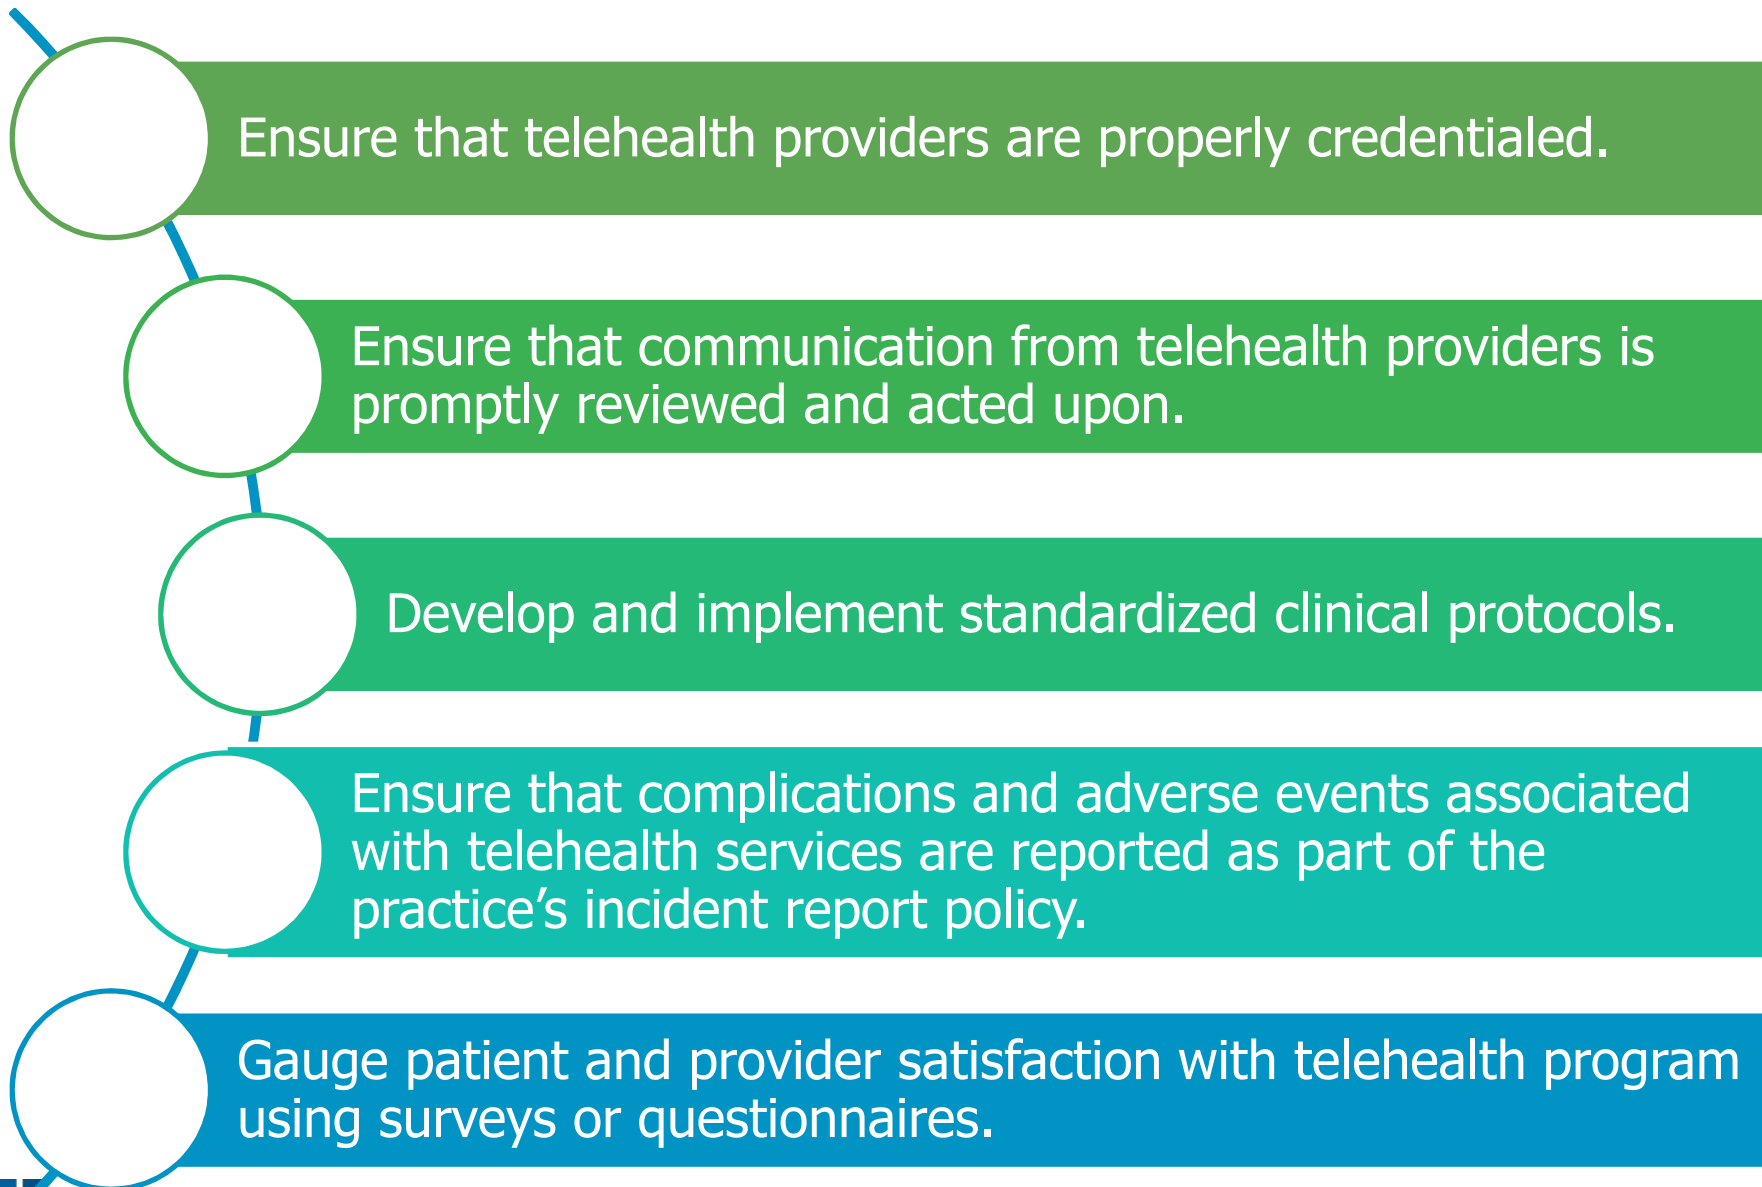 Ensure that telehealth providers are properly credentialed.
Ensure that communication from telehealth providers is
promptly reviewed and acted upon.
Develop and implement standardized clinical protocols.
Ensure that complications and adverse events associated
with telehealth services are reported as part of the
practice’s incident report policy.
Gauge patient and provider satisfaction with telehealth program
using surveys or questionnaires.